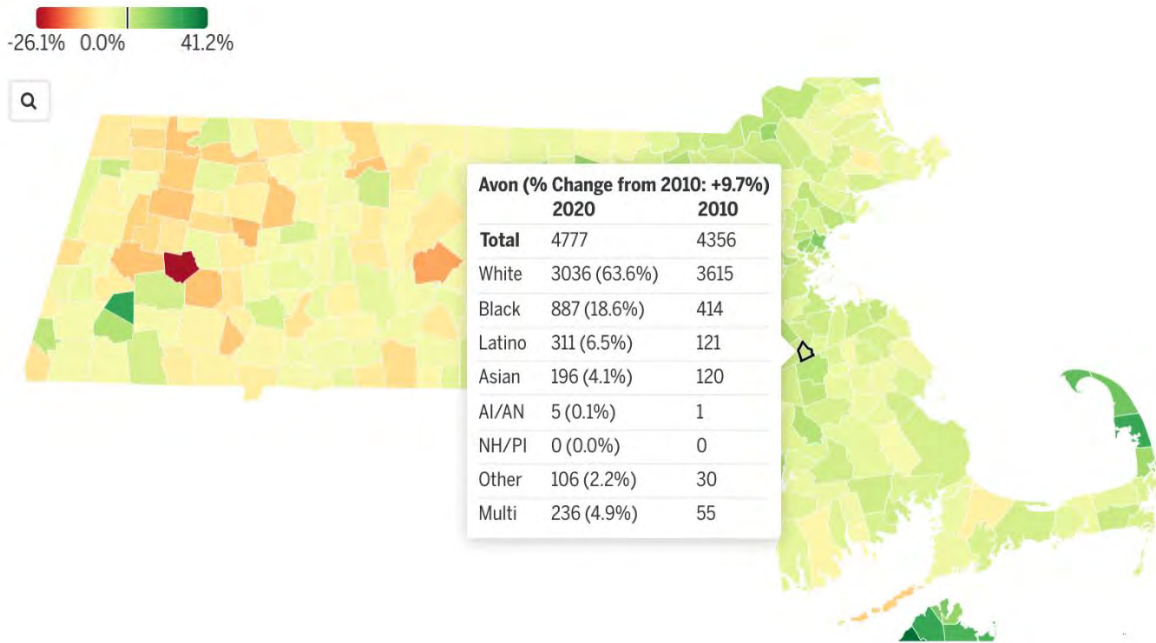 -26.1% 0.0% 41.2%
Avon (% Change from 2010: +9.7%)
2020 2010
Total 4777 4356
White 3036 (63.6%) 3615
Black 887 (18.6%) 414
Latino 311 (6.5%) 121
Asian 196 (4.1%) 120
AI/AN 5 (0.1%) 1
NH/PI 0 (0.0%) 0
Other 106 (2.2%) 30
Multi 236 (4.9%) 55